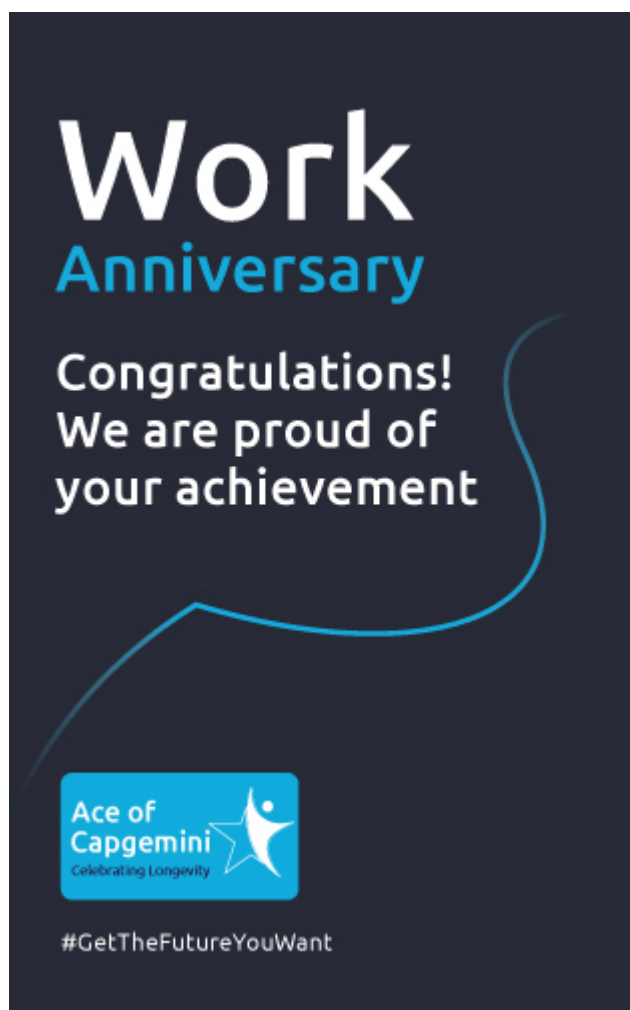 Work
Anniversary
Congratulations!
We are proud of
your achievement
Ace of
Capgemini
Celebrating Longevity
#GetTheFutureYouWant